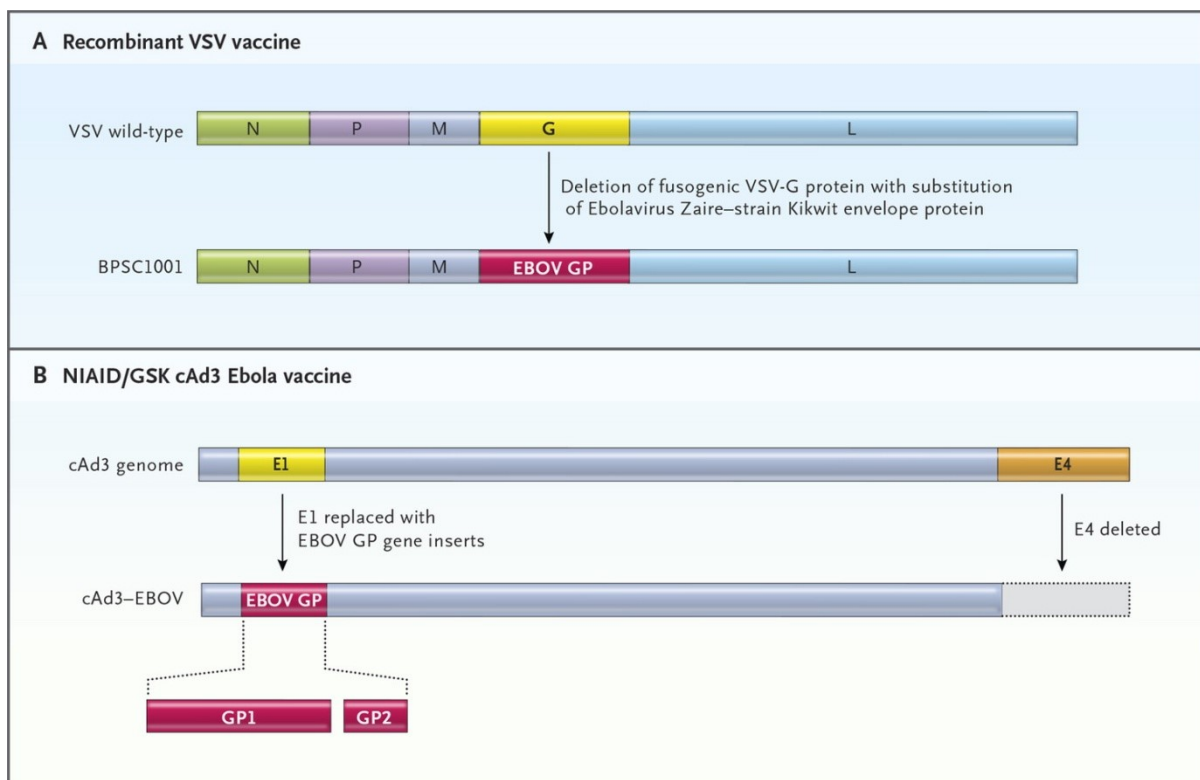 A Recombinant VSV vaccine
VSV wild-type
N
P
M
G
L
Deletion of fusogenic VSV-G protein with substitution
of Ebolavirus Zaire–strain Kikwit envelope protein
BPSC1001
N
P
M
EBOV GP
L
B NIAID/GSK cAd3 Ebola vaccine
cAd3 genome
E1
E4
E1 replaced with
EBOV GP gene inserts
E4 deleted
cAd3–EBOV
EBOV GP
GP1
GP2